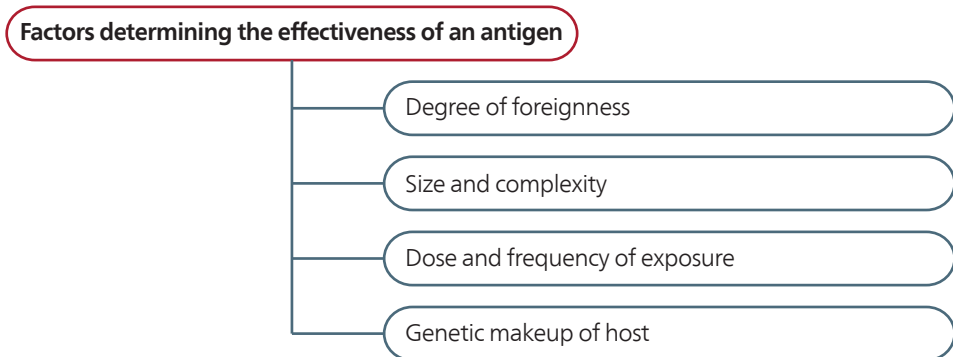 Factors determining the effectiveness of an antigen
Degree of foreignness
Size and complexity
Dose and frequency of exposure
Genetic makeup of host